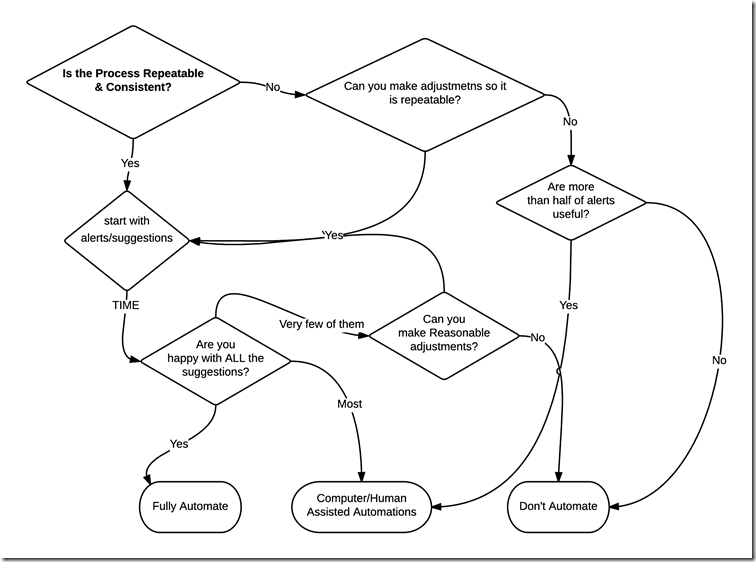 Is the Process Repeatable
& Consistent?
No
Can you make adjustmetns so it
is repeatable?
No
Yes
Are more
than half of alerts
useful?
start with
alerts/suggestions
Yes
TIME
Yes
Very few of them
Can you
make Reasonable
adjustments?
No
Are you
happy with ALL the
suggestions?
No
Most
Yes
Fully Automate
Computer/Human
Assisted Automations
Don't Automate